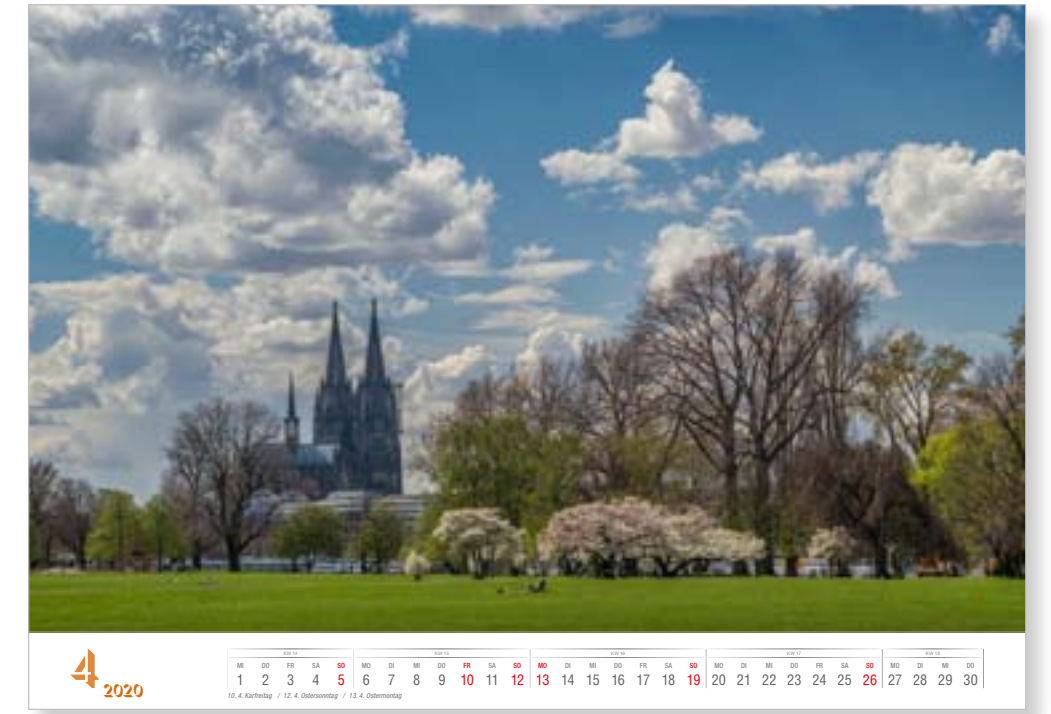 4 2020
KW 14 KW 15 KW 16 KW 17 KW 18
MI DO FR SA SO MO DI MI DO FR SA SO MO DI MI DO FR SA SO MO DI MI DO FR SA SO MO DI MI DO
1 2 3 4 5 6 7 8 9 10 11 12 13 14 15 16 17 18 19 20 21 22 23 24 25 26 27 28 29 30
10. 4. Karfreitag / 12. 4. Ostersonntag / 13. 4. Ostermontag